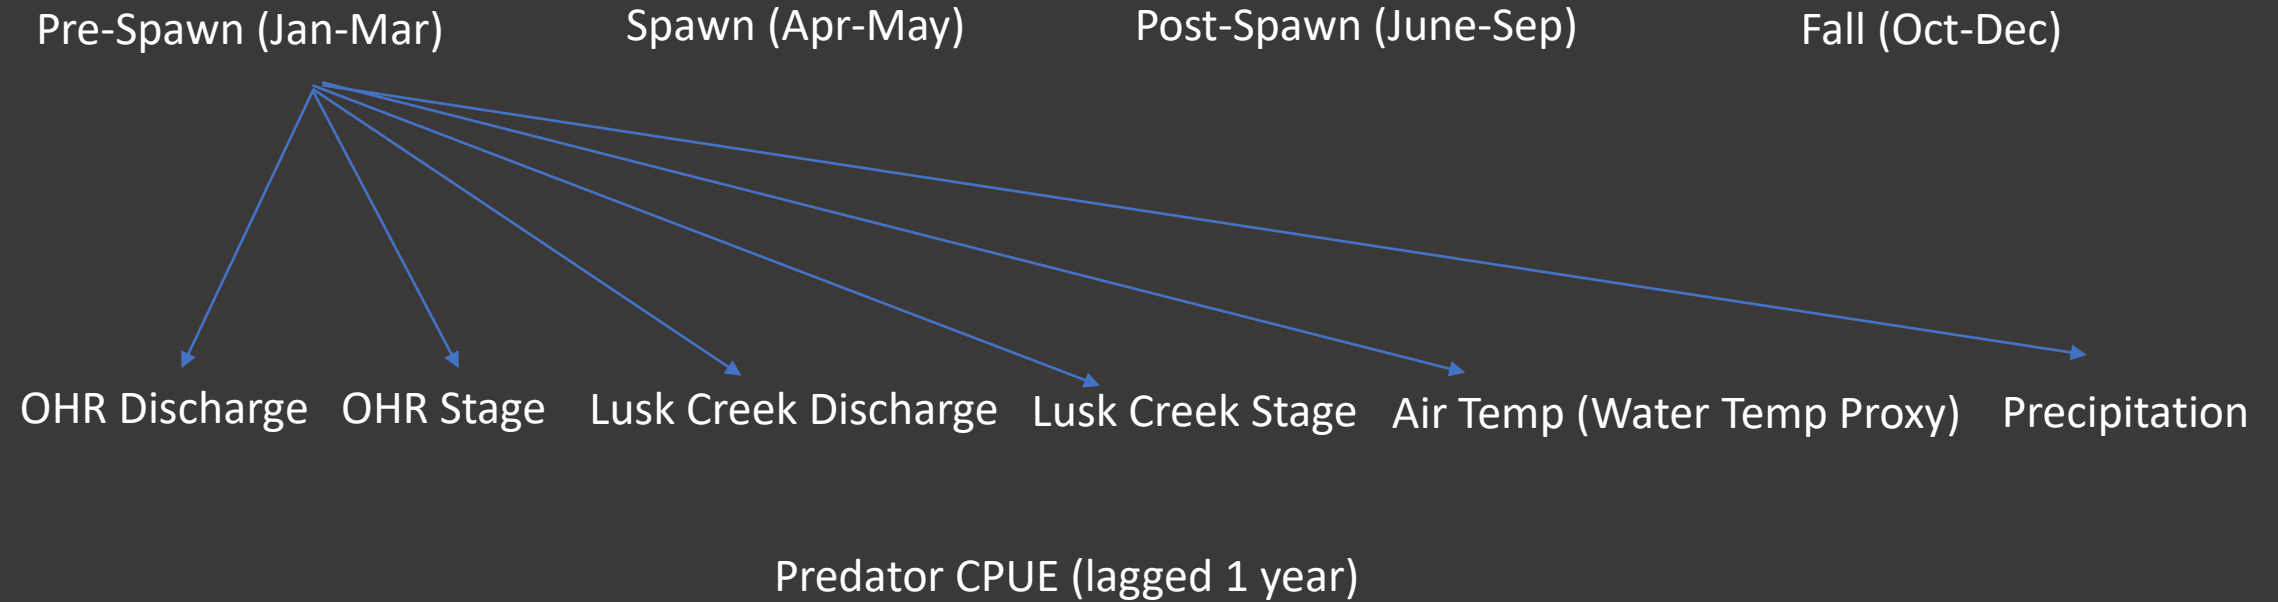 Pre-Spawn (Jan-Mar)
Spawn (Apr-May)
Post-Spawn (June-Sep)
Fall (Oct-Dec)
OHR Discharge
OHR Stage
Lusk Creek Discharge
Lusk Creek Stage
Air Temp (Water Temp Proxy)
Precipitation
Predator CPUE (lagged 1 year)